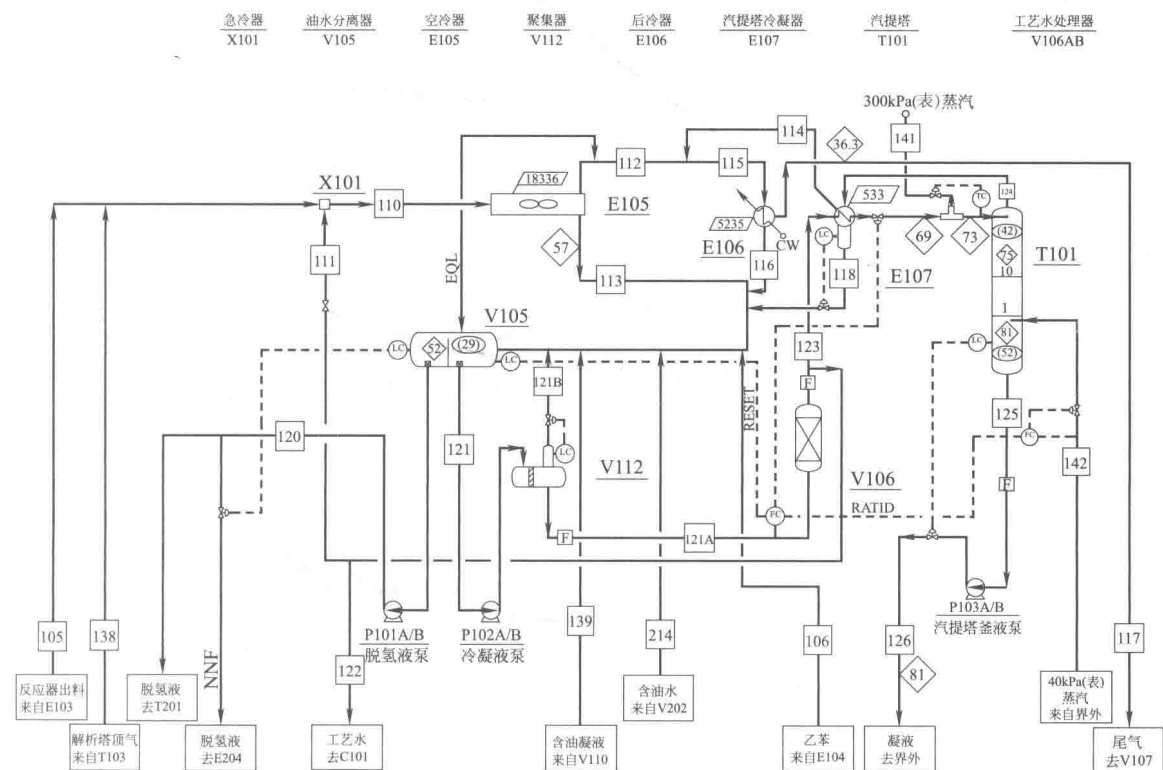 急冷器
X101
油水分离器
V105
空冷器
E105
聚集器
V112
后冷器
E106
汽提塔冷凝器
E107
汽提塔
T101
工艺水处理器
V106AB
300kPa(表)蒸汽
141
114
36.3
112
115
18336
X101
110
E105
533
TC
124
5235
CW
E106
LC
69
73
42
75
10
T101
57
111
EQL
116
118
E107
113
1
V105
81
52
LC
52
29
LC
LC
123
121B
F
RESET
125
120
121
LC
FC
142
V112
V106
F
RATIO
FC
F
121A
P101A/B
脱氢液泵
P102A/B
冷凝液泵
P103A/B
汽提塔釜液泵
105
138
NNF
122
139
214
106
126
117
81
反应器出料
来自E103
解析塔顶气
来自T103
脱氢液
去T201
脱氢液
去E204
工艺水
去C101
含油凝液
来自V110
含油水
来自V202
乙苯
来自E104
凝液
去界外
40kPa(表)
蒸汽
来自界外
尾气
去V107